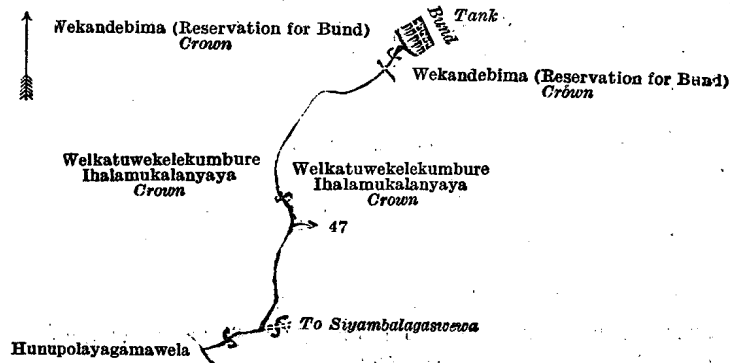 Wekandebima (Reservation for Bund)
Crown
Bund
Tank
Wekandebima (Reservation for Bund)
Crown
Welkatuwekelekumbure
Ihalamukalanyaya
Crown
Welkatuwekelekumbure
Ihalamukalanyaya
Crown
47
To Siyambalagaswewa
Hunupolayagamawela